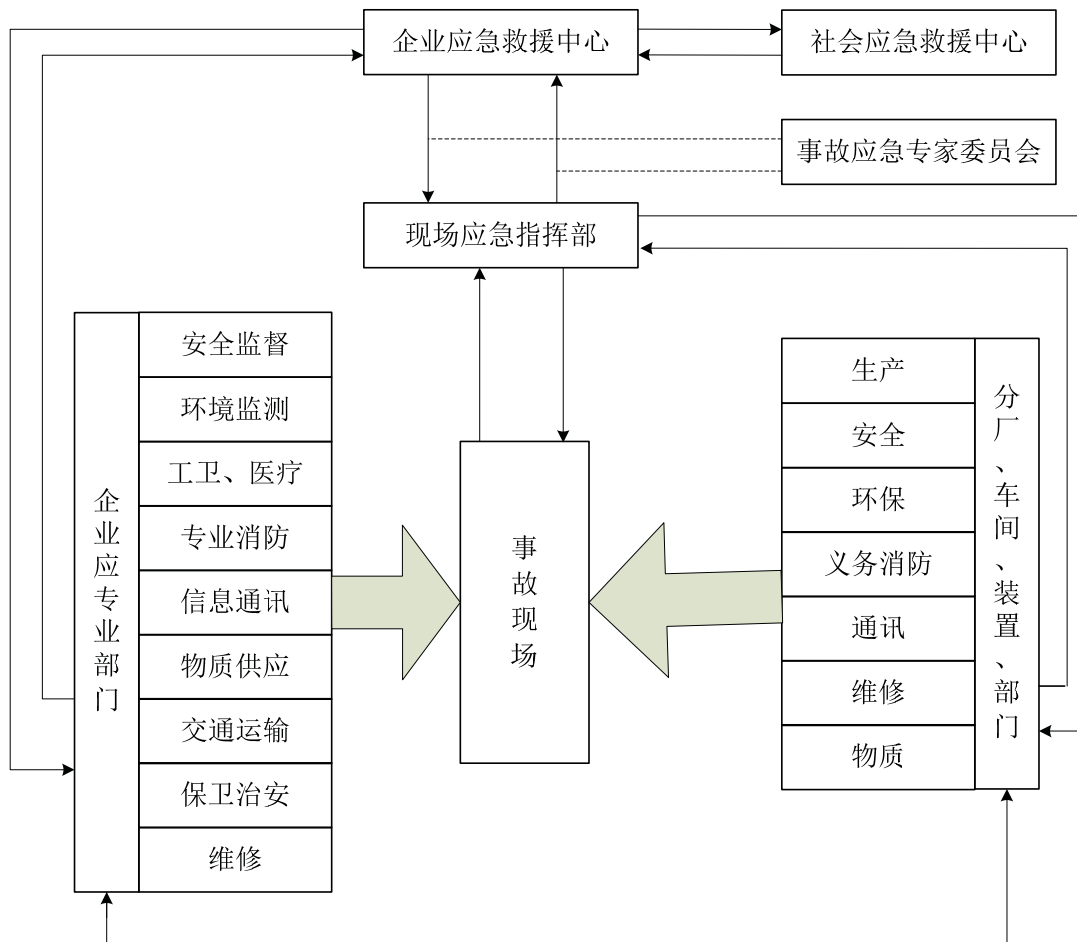 企业应急救援中心
社会应急救援中心
事故应急专家委员会
现场应急指挥部
企业应专业部门
安全监督
环境监测
工卫、医疗
专业消防
信息通讯
物质供应
交通运输
保卫治安
维修
事故现场
生产
安全
环保
义务消防
通讯
维修
物质
分厂、车间、装置、部门